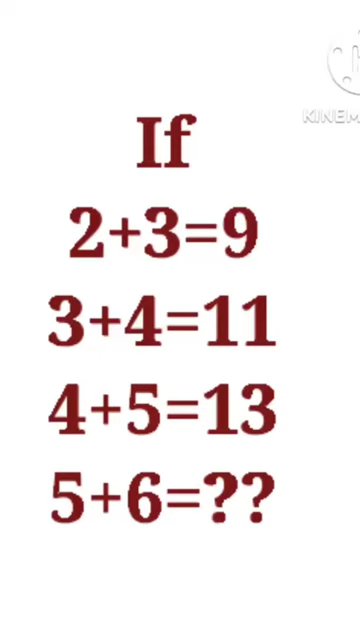 If
2+3=9
3+4=11
4+5=13
5+6=??